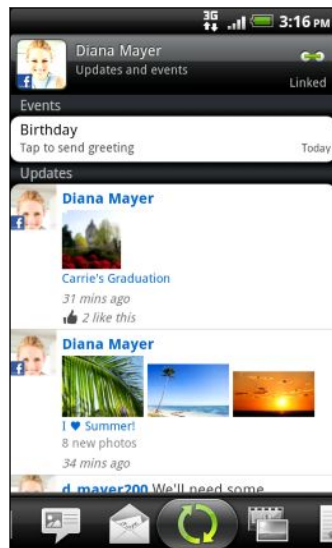 3G
3:16 PM
Diana Mayer
Updates and events
Linked
Events
Birthday
Tap to send greeting
Today
Updates
Diana Mayer
Carrie's Graduation
31 mins ago
2 like this
Diana Mayer
I ♥ Summer!
8 new photos
34 mins ago
d_mayer200 We'll need some